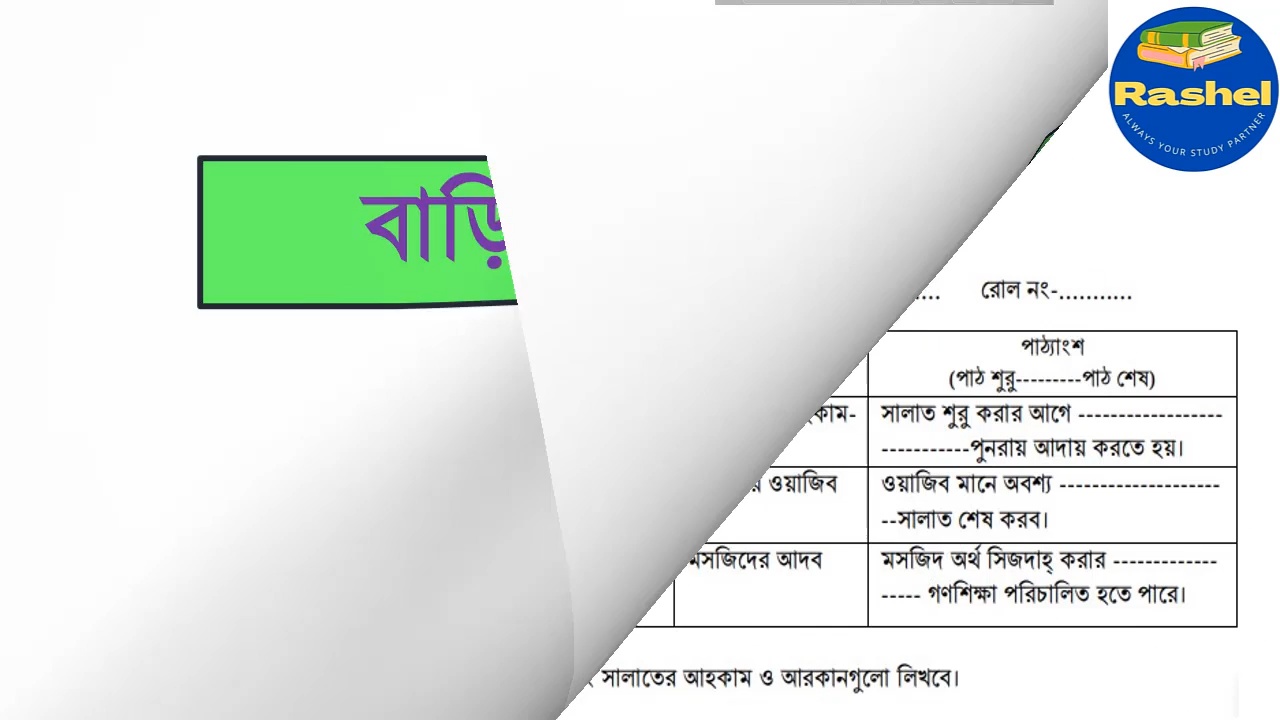 Rashel
ALWAYS YOUR STUDY PARTNER
বাড়ি
রোল নং-...........
পাঠ্যাংশ
(পাঠ শুরু---------পাঠ শেষ)
সালাত শুরু করার আগে ------------------
-----------পুনরায় আদায় করতে হয়।
ওয়াজিব
ওয়াজিব মানে অবশ্য --------------------
--সালাত শেষ করব।
মসজিদের আদব
মসজিদ অর্থ সিজদাহ্ করার -------------
----- গণশিক্ষা পরিচালিত হতে পারে।
সালাতের আহকাম ও আরকানগুলো লিখবে।